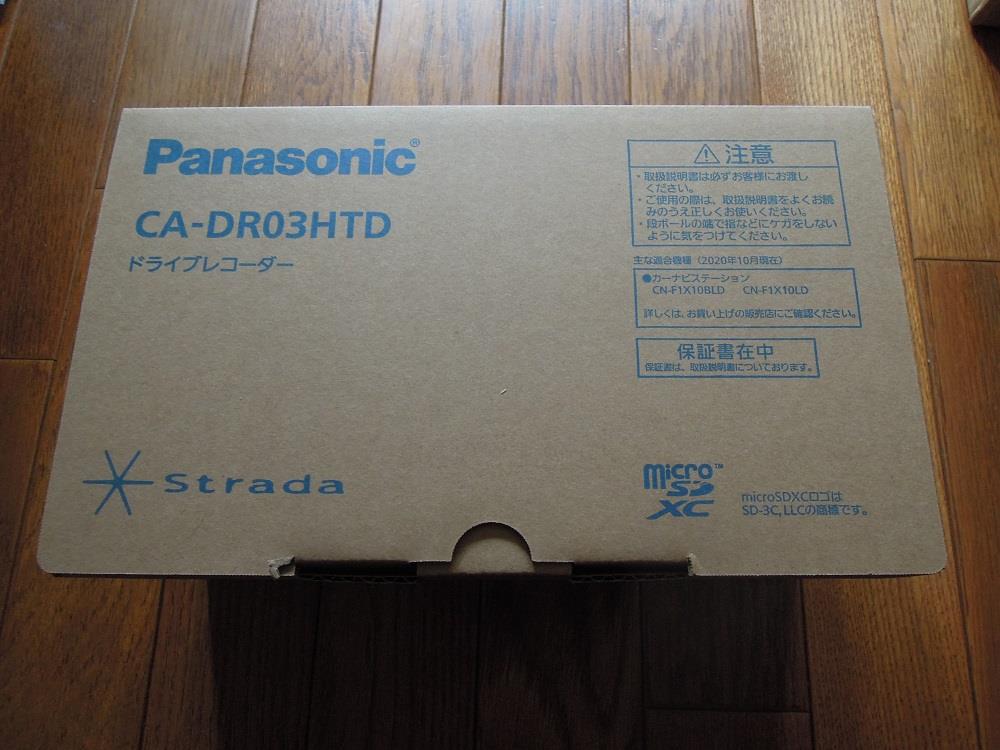 Panasonic®
CA-DR03HTD
ドライブレコーダー
⚠注意
・取扱説明書は必ずお客様にお渡し
ください。
・ご使用の際は、取扱説明書をよくお読
みのうえ正しくお使いください。
・段ボールの端で指などにケガをしない
ように気をつけてください。
主な適合機種（2020年10月現在）
●カーナビステーション
CN-F1X10BLD CN-F1X10LD
詳しくは、お買い上げの販売店にご確認ください。
保証書在中
保証書は、取扱説明書についております。
Strada
micro™
SD
XC
microSDXCロゴは
SD-3C, LLCの商標です。